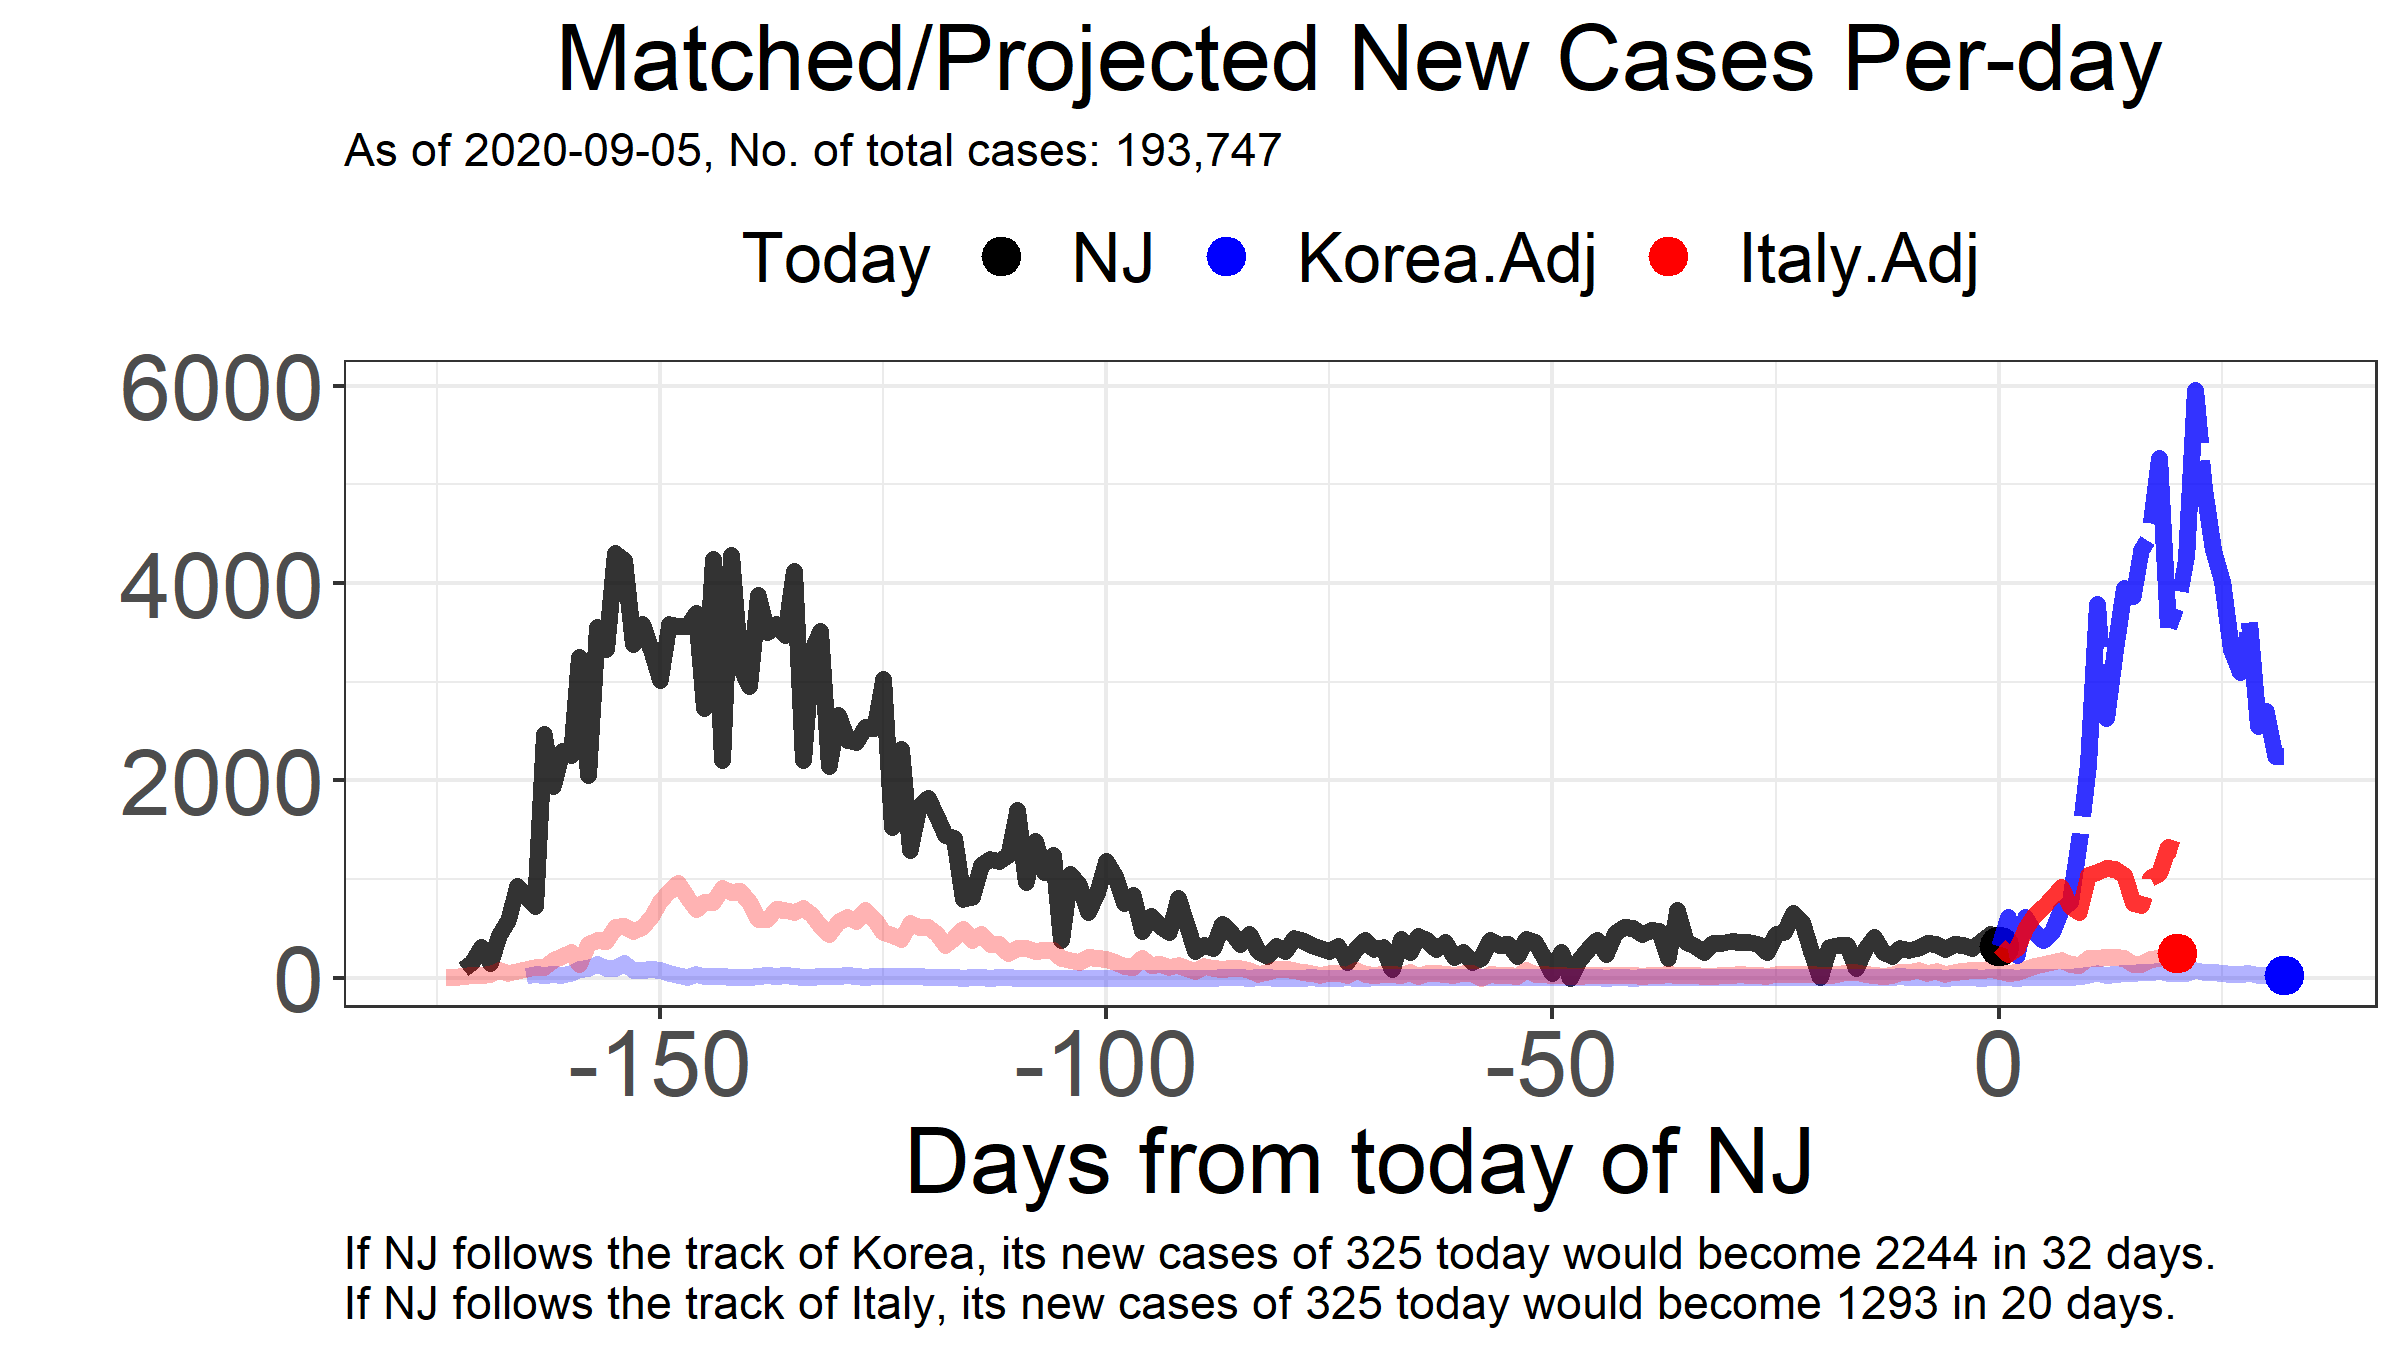 Matched/Projected New Cases Per-day
As of 2020-09-05, No. of total cases: 193,747
Today NJ Korea.Adj Italy.Adj
6000
4000
2000
0
-150 -100 -50 0
Days from today of NJ
If NJ follows the track of Korea, its new cases of 325 today would become 2244 in 32 days.
If NJ follows the track of Italy, its new cases of 325 today would become 1293 in 20 days.